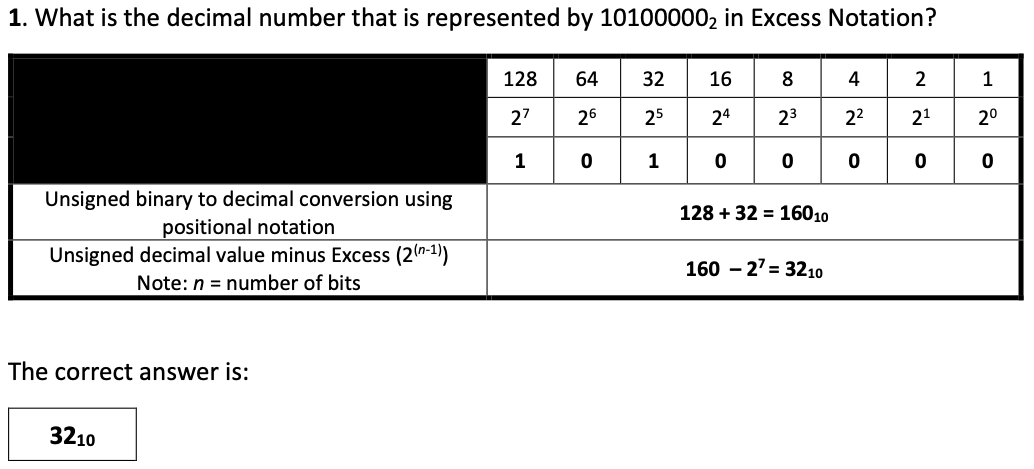 1. What is the decimal number that is represented by 10100000₂ in Excess Notation?
128 64 32 16 8 4 2 1
2⁷ 2⁶ 2⁵ 2⁴ 2³ 2² 2¹ 2⁰
1 0 1 0 0 0 0 0
Unsigned binary to decimal conversion using
positional notation
128 + 32 = 160₁₀
Unsigned decimal value minus Excess (2⁽ⁿ⁻¹⁾)
Note: n = number of bits
160 – 2⁷ = 32₁₀
The correct answer is:
32₁₀